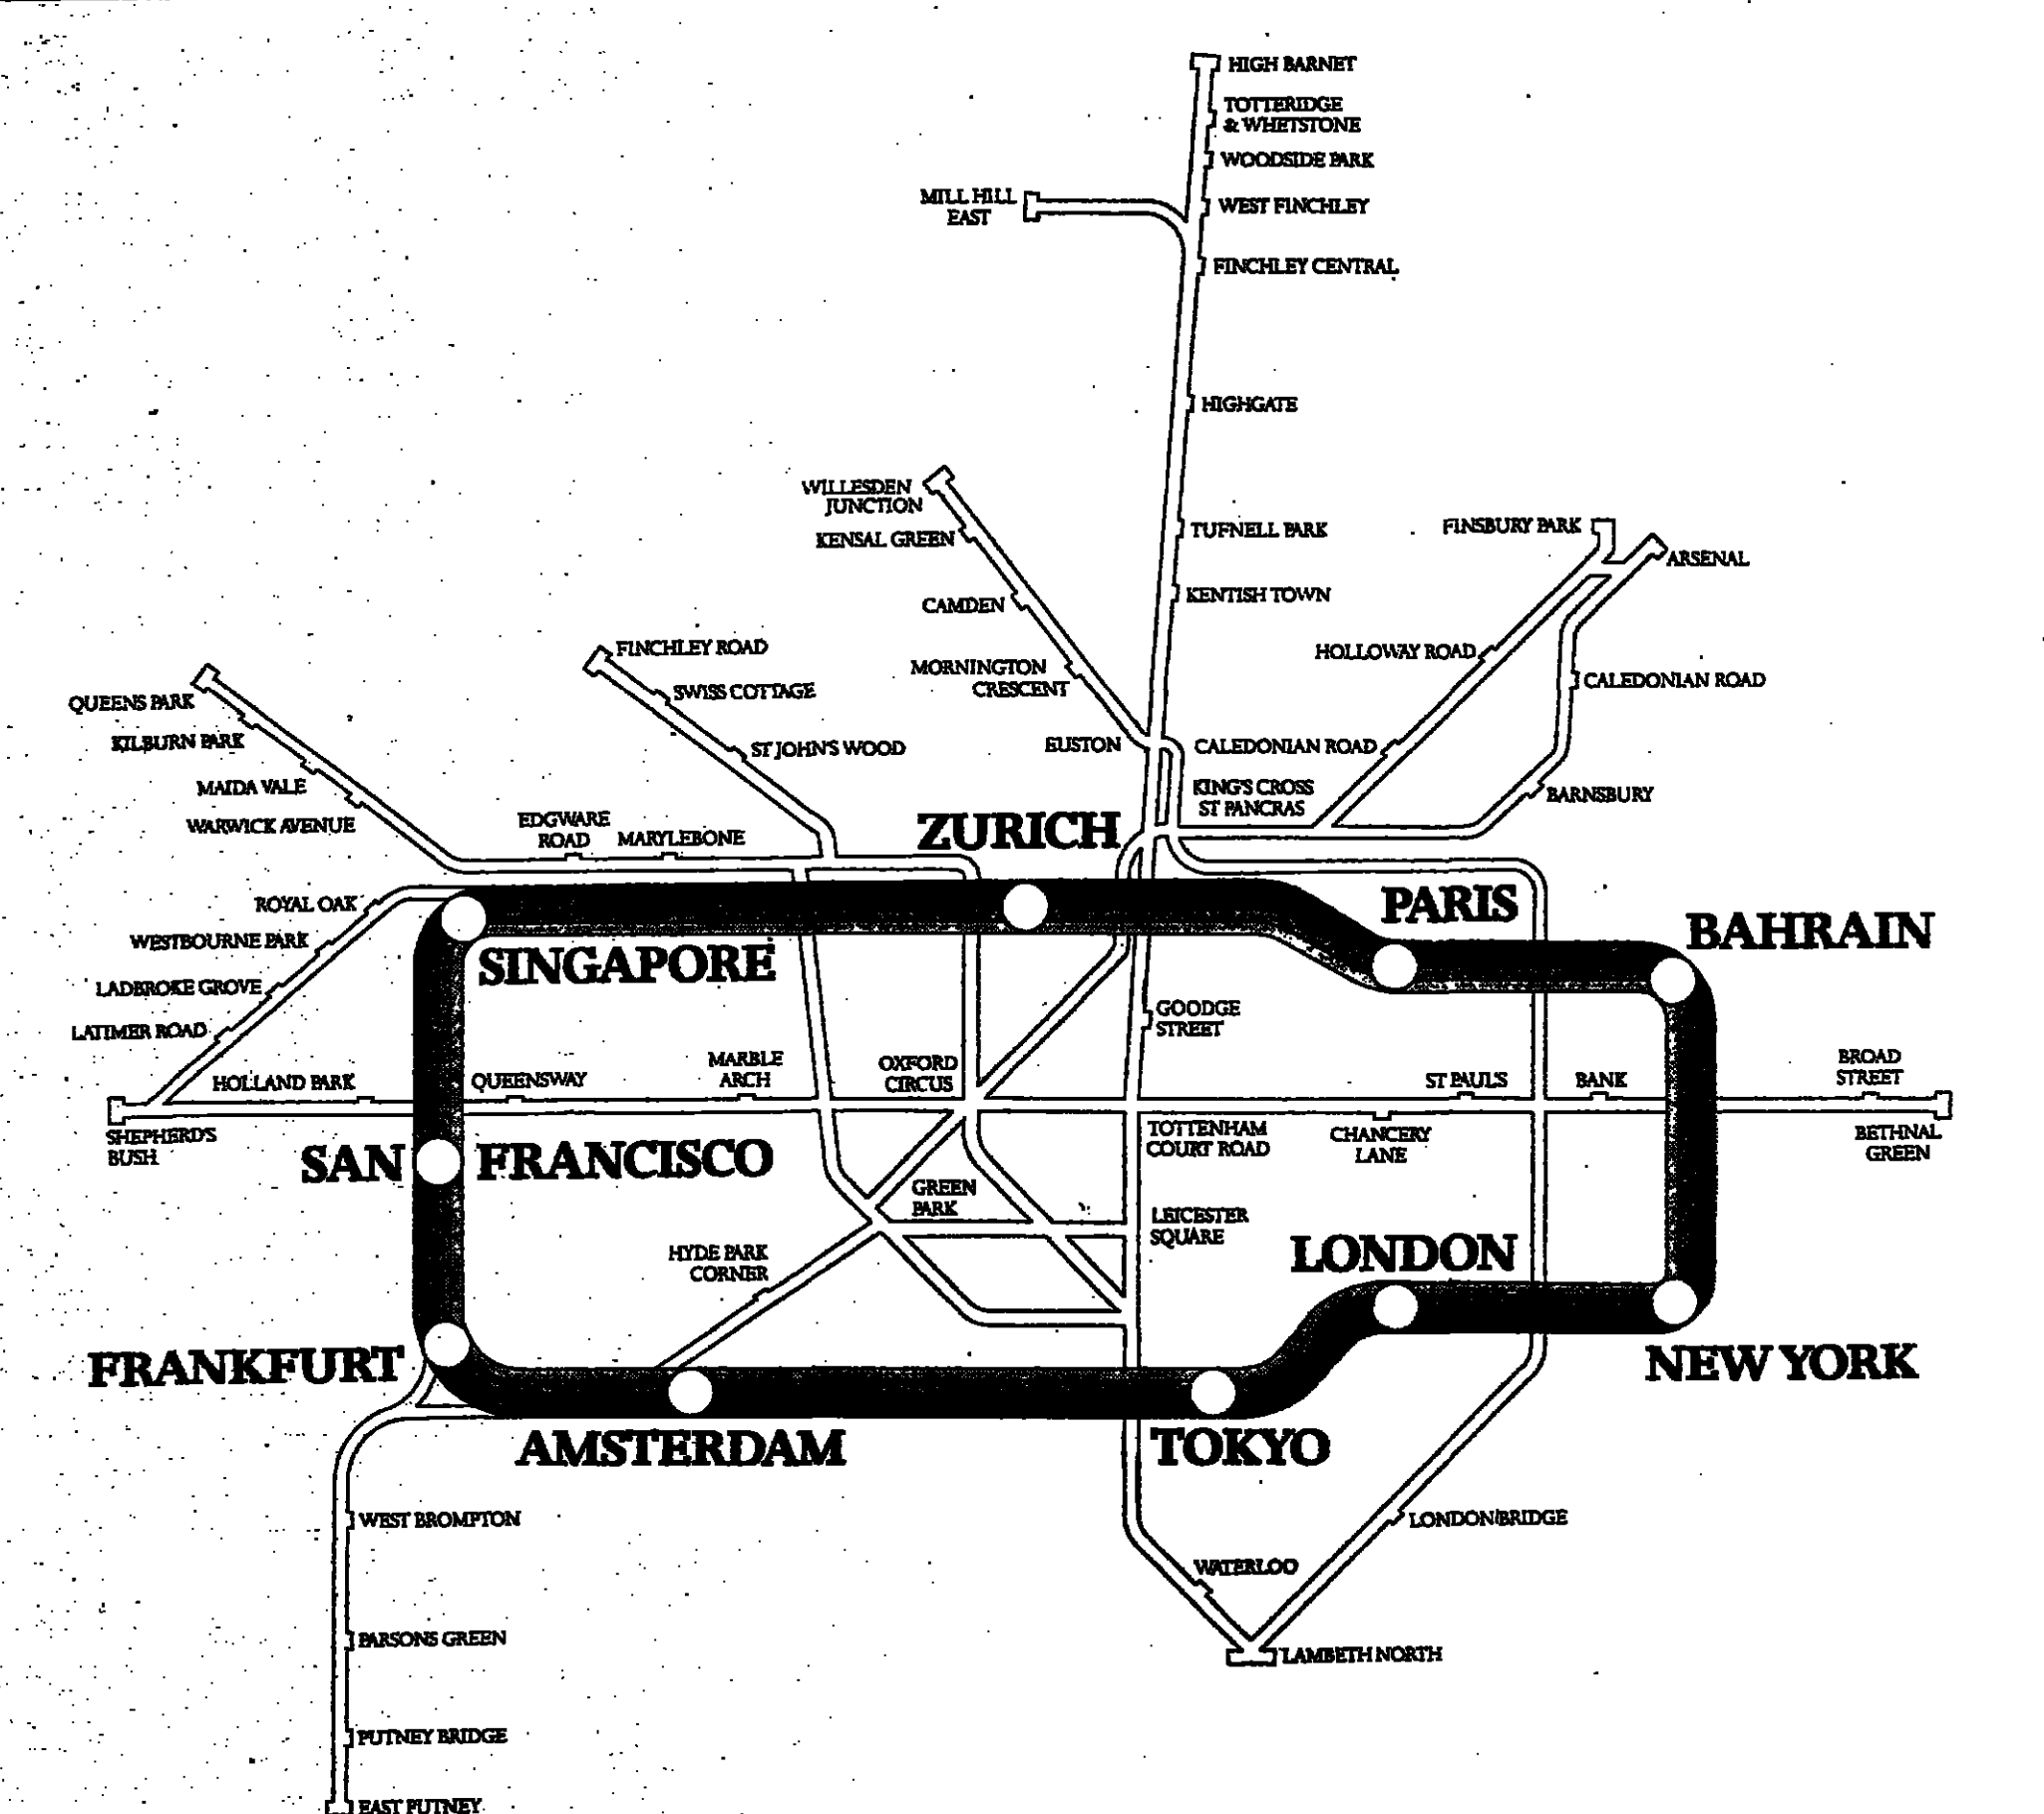 HIGH BARNET
TOTTERIDGE
& WHETSTONE
WOODSIDE PARK
MILL HILL
EAST
WEST FINCHLEY
FINCHLEY CENTRAL
HIGHGATE
WILLESDEN
JUNCTION
KENSAL GREEN
TUFNELL PARK
FINSBURY PARK
ARSENAL
CAMDEN
KENTISH TOWN
FINCHLEY ROAD
HOLLOWAY ROAD
MORNINGTON
CRESCENT
CALEDONIAN ROAD
SWISS COTTAGE
QUEENS PARK
KILBURN PARK
ST JOHN'S WOOD
EUSTON
CALEDONIAN ROAD
MAIDA VALE
KING'S CROSS
ST PANCRAS
BARNSBURY
WARWICK AVENUE
EDGWARE
ROAD
MARYLEBONE
ZURICH
ROYAL OAK
PARIS
BAHRAIN
WESTBOURNE PARK
SINGAPORE
LADBROKE GROVE
LATIMER ROAD
GOODGE
STREET
HOLLAND PARK
QUEENSWAY
MARBLE
ARCH
OXFORD
CIRCUS
ST PAUL'S
BANK
BROAD
STREET
SHEPHERD'S
BUSH
TOTTENHAM
COURT ROAD
CHANCERY
LANE
BETHNAL
GREEN
SAN FRANCISCO
GREEN
PARK
LEICESTER
SQUARE
HYDE PARK
CORNER
LONDON
FRANKFURT
NEW YORK
AMSTERDAM
TOKYO
WEST BROMPTON
LONDON BRIDGE
WATERLOO
PARSONS GREEN
LAMBETH NORTH
PUTNEY BRIDGE
EAST PUTNEY